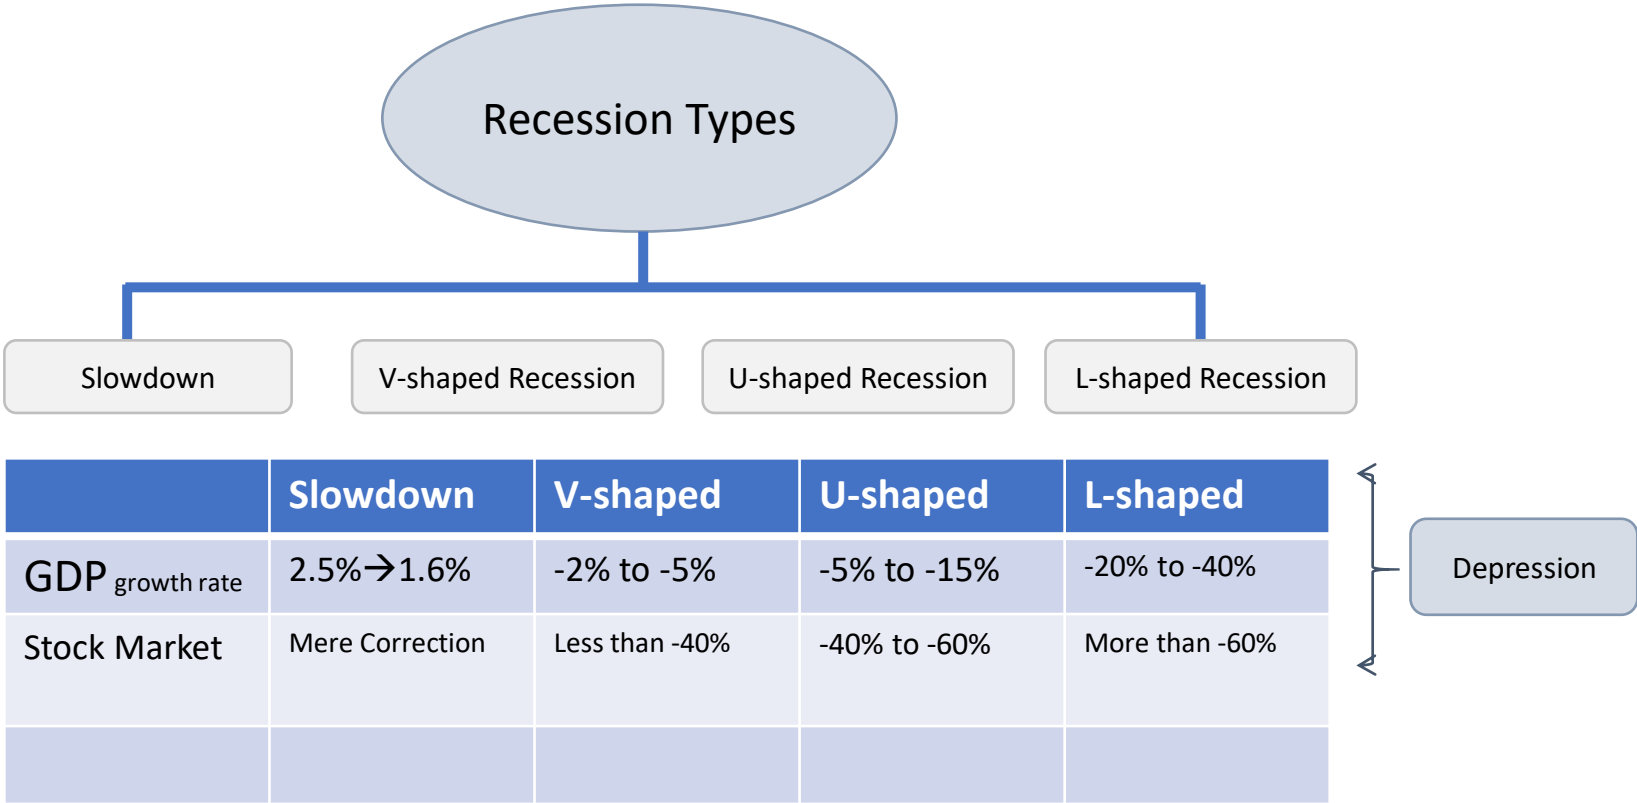 Recession Types
Slowdown
V-shaped Recession
U-shaped Recession
L-shaped Recession
Slowdown V-shaped U-shaped L-shaped
GDP growth rate 2.5%→1.6% -2% to -5% -5% to -15% -20% to -40%
Depression
Stock Market Mere Correction Less than -40% -40% to -60% More than -60%